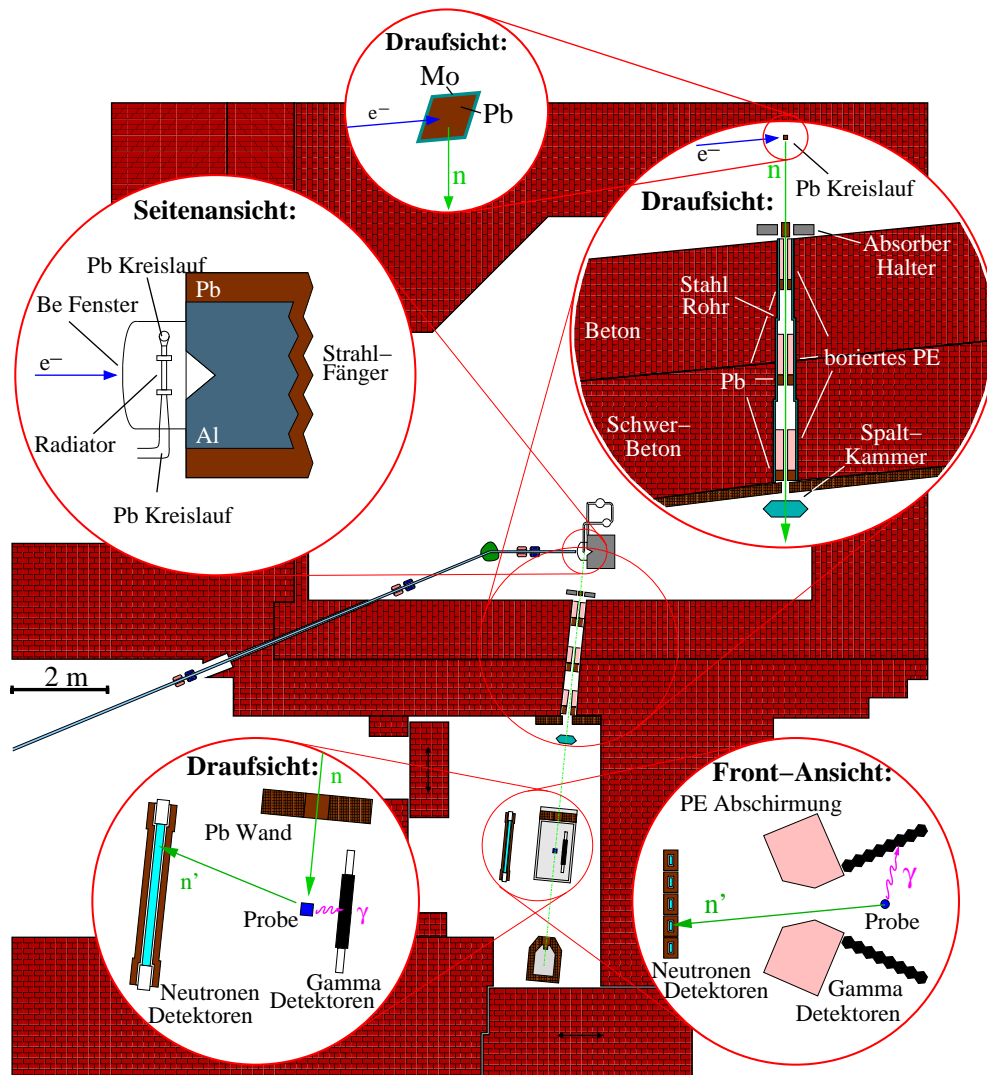 Draufsicht:
Mo
Pb
e−
n
Draufsicht:
e−
n
Pb Kreislauf
Absorber
Halter
Stahl
Rohr
Beton
boriertes PE
Pb
Schwer−
Beton
Spalt−
Kammer
Seitenansicht:
Pb Kreislauf
Be Fenster
Pb
e−
Strahl−
Fänger
Radiator
Al
Pb Kreislauf
2 m
Draufsicht:
n
Pb Wand
n’
Probe
γ
Neutronen
Detektoren
Gamma
Detektoren
Front−Ansicht:
PE Abschirmung
γ
n’
Probe
Neutronen
Detektoren
Gamma
Detektoren